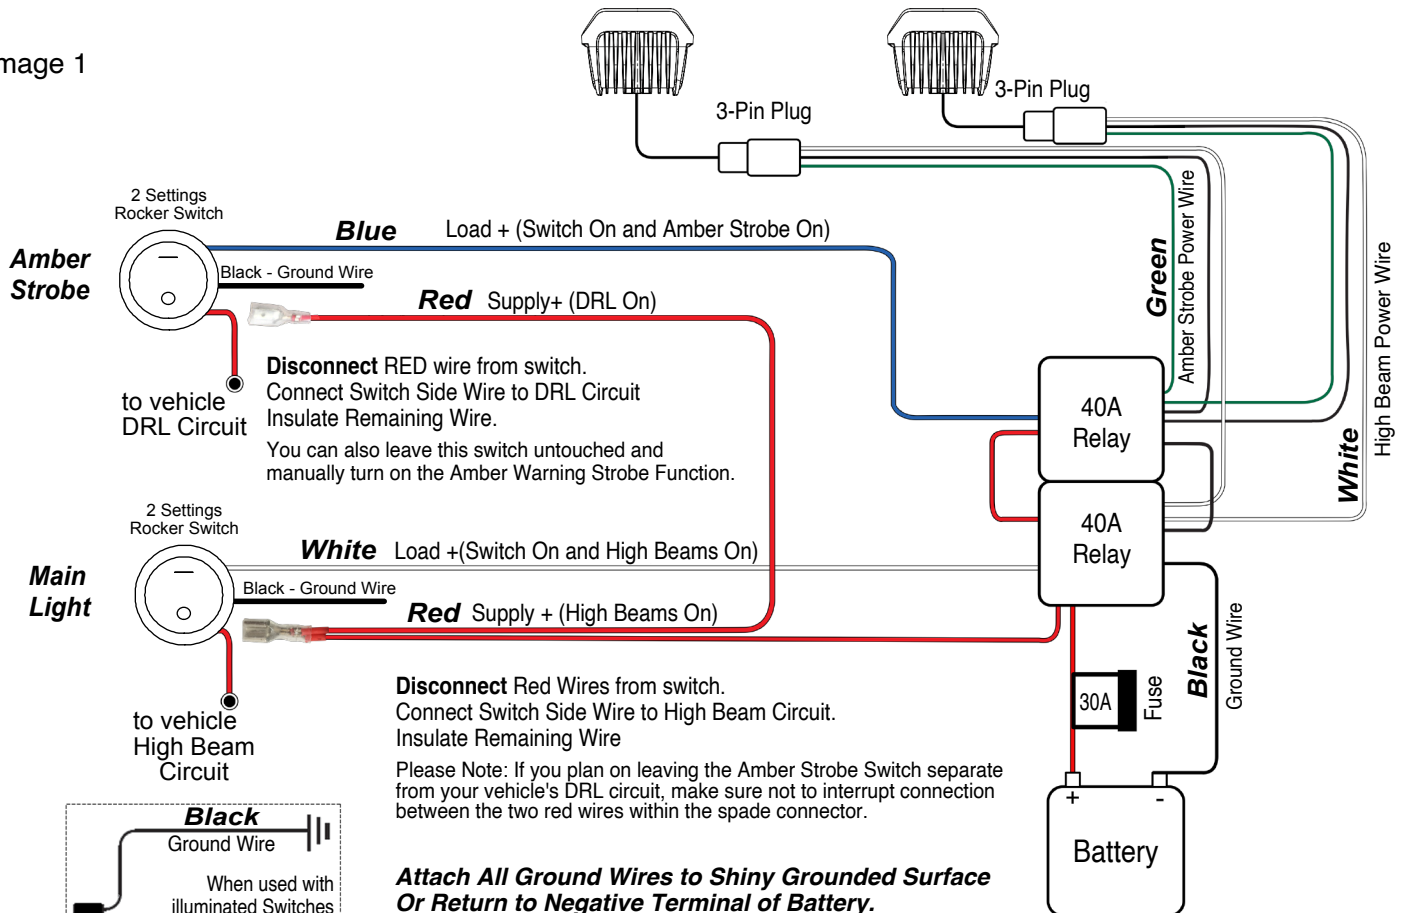 mage 1
3-Pin Plug
3-Pin Plug
2 Settings
Rocker Switch
Amber
Strobe
Blue
Load + (Switch On and Amber Strobe On)
Black - Ground Wire
Red Supply+ (DRL On)
Disconnect RED wire from switch.
Connect Switch Side Wire to DRL Circuit
Insulate Remaining Wire.
to vehicle
DRL Circuit
You can also leave this switch untouched and
manually turn on the Amber Warning Strobe Function.
Green
Amber Strobe Power Wire
White
High Beam Power Wire
40A
Relay
40A
Relay
2 Settings
Rocker Switch
Main
Light
White Load +(Switch On and High Beams On)
Black - Ground Wire
Red Supply + (High Beams On)
to vehicle
High Beam
Circuit
Disconnect Red Wires from switch.
Connect Switch Side Wire to High Beam Circuit.
Insulate Remaining Wire
Please Note: If you plan on leaving the Amber Strobe Switch separate
from your vehicle's DRL circuit, make sure not to interrupt connection
between the two red wires within the spade connector.
30A
Fuse
Black
Ground Wire
+ -
Battery
Black
Ground Wire
When used with
illuminated Switches
Attach All Ground Wires to Shiny Grounded Surface
Or Return to Negative Terminal of Battery.